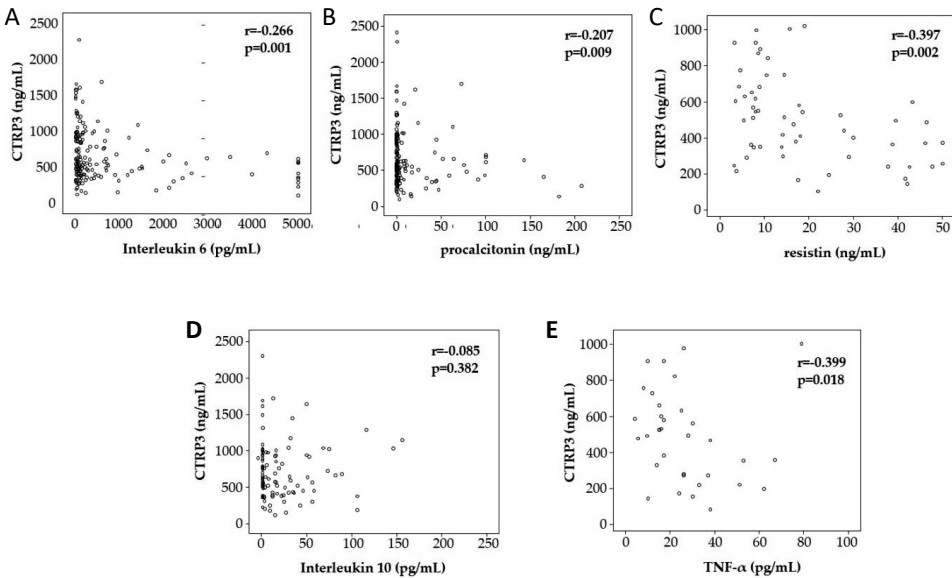 A
2500
2000
1500
1000
500
0
CTRP3 (ng/mL)
r=-0.266
p=0.001
0 1000 2000 3000 4000 5000
Interleukin 6 (pg/mL)
B
2500
2000
1500
1000
500
0
CTRP3 (ng/mL)
r=-0.207
p=0.009
0 50 100 150 200 250
procalcitonin (ng/mL)
C
1000
800
600
400
200
0
CTRP3 (ng/mL)
r=-0.397
p=0.002
0 10 20 30 40 50
resistin (ng/mL)
D
2500
2000
1500
1000
500
0
CTRP3 (ng/mL)
r=-0.085
p=0.382
0 50 100 150 200 250
Interleukin 10 (pg/mL)
E
1000
800
600
400
200
0
CTRP3 (ng/mL)
r=-0.399
p=0.018
0 20 40 60 80 100
TNF-α (pg/mL)